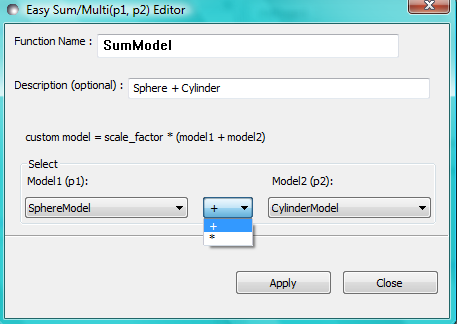 Easy Sum/Multi(p1, p2) Editor
Function Name : SumModel
Description (optional) : Sphere + Cylinder
custom model = scale_factor * (model1 + model2)
Select
Model1 (p1): Model2 (p2):
SphereModel + CylinderModel
+
*
Apply Close